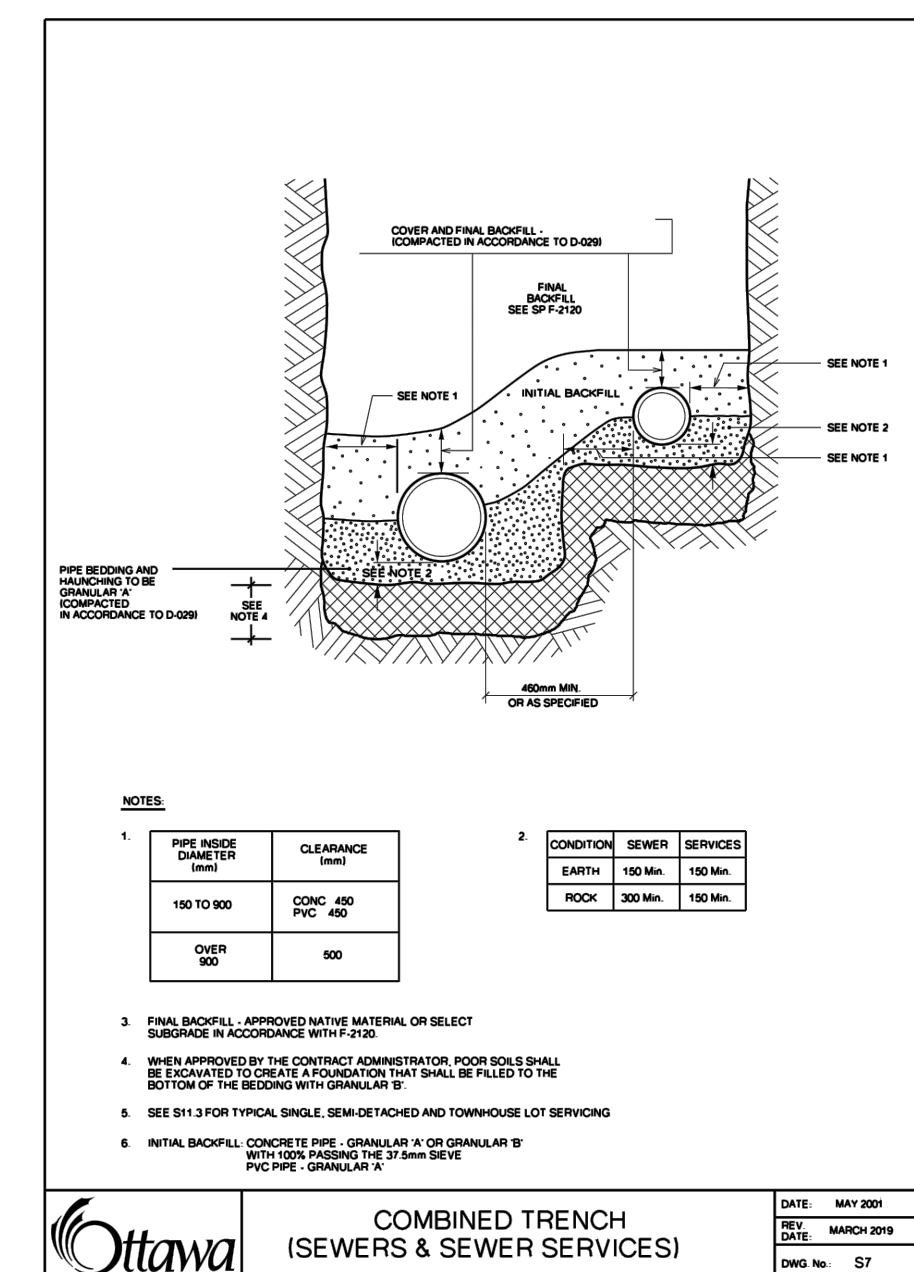 COVER AND FINAL BACKFILL -
(COMPACTED IN ACCORDANCE TO D-029)
FINAL
BACKFILL
SEE SP F-2120
SEE NOTE 1
SEE NOTE 1
INITIAL BACKFILL
SEE NOTE 2
SEE NOTE 1
PIPE BEDDING AND
HAUNCHING TO BE
GRANULAR 'A'
(COMPACTED
IN ACCORDANCE TO D-029)
SEE NOTE 2
SEE
NOTE 4
460mm MIN.
OR AS SPECIFIED
NOTES:
1.
PIPE INSIDE
DIAMETER
(mm)
CLEARANCE
(mm)
150 TO 900
CONC 450
PVC 450
OVER
900
500
2.
CONDITION SEWER SERVICES
EARTH 150 Min. 150 Min.
ROCK 300 Min. 150 Min.
3. FINAL BACKFILL - APPROVED NATIVE MATERIAL OR SELECT
SUBGRADE IN ACCORDANCE WITH F-2120.
4. WHEN APPROVED BY THE CONTRACT ADMINISTRATOR, POOR SOILS SHALL
BE EXCAVATED TO CREATE A FOUNDATION THAT SHALL BE FILLED TO THE
BOTTOM OF THE BEDDING WITH GRANULAR 'B'.
5. SEE S11.3 FOR TYPICAL SINGLE, SEMI-DETACHED AND TOWNHOUSE LOT SERVICING
6. INITIAL BACKFILL: CONCRETE PIPE - GRANULAR 'A' OR GRANULAR 'B'
WITH 100% PASSING THE 37.5mm SIEVE
PVC PIPE - GRANULAR 'A'
Ottawa
COMBINED TRENCH
(SEWERS & SEWER SERVICES)
DATE: MAY 2001
REV.
DATE: MARCH 2019
DWG. No.: S7